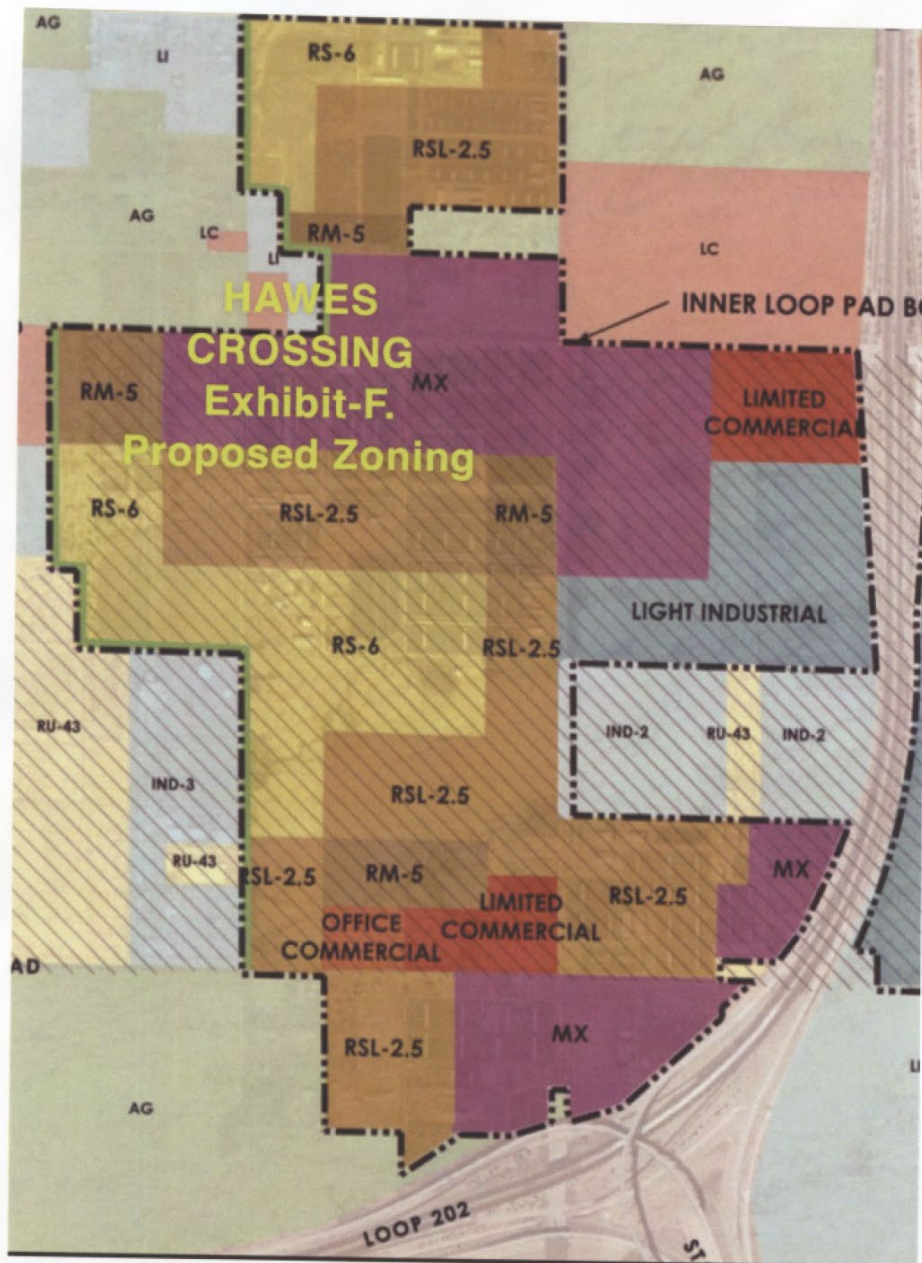 AG
LI
RS-6
AG
RSL-2.5
AG
LC
RM-5
LI
LC
HAWES
CROSSING
Exhibit-F.
Proposed Zoning
INNER LOOP PAD BO
MX
RM-5
LIMITED
COMMERCIAL
RS-6
RSL-2.5
RM-5
LIGHT INDUSTRIAL
RS-6
RSL-2.5
RU-43
IND-2
RU-43
IND-2
IND-3
RSL-2.5
RU-43
RSL-2.5
RM-5
MX
RSL-2.5
LIMITED
COMMERCIAL
OFFICE
COMMERCIAL
AD
MX
RSL-2.5
LI
AG
LOOP 202
ST